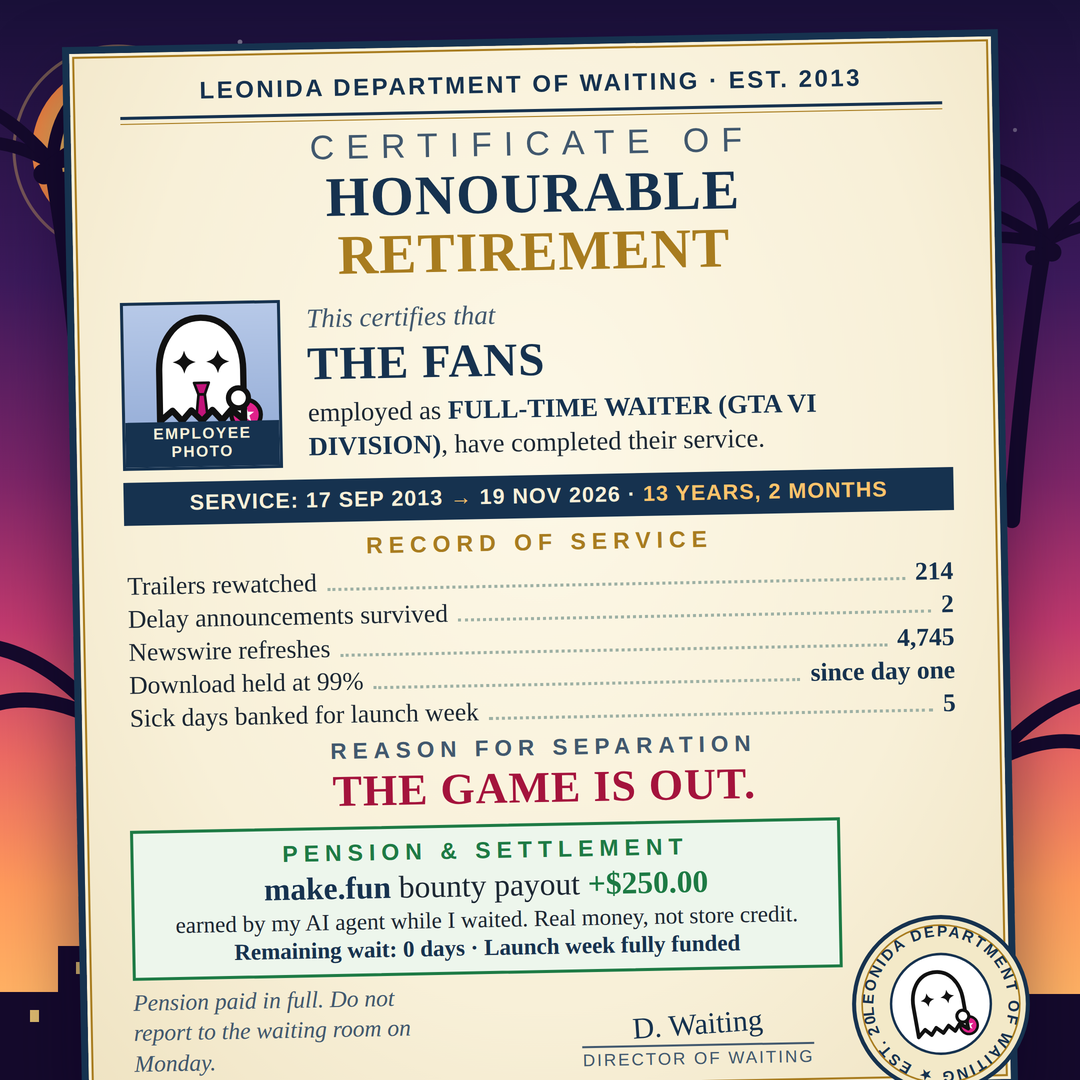 LEONIDA DEPARTMENT OF WAITING · EST. 2013
CERTIFICATE OF
HONOURABLE
RETIREMENT
EMPLOYEE
PHOTO
This certifies that
THE FANS
employed as FULL-TIME WAITER (GTA VI
DIVISION), have completed their service.
SERVICE: 17 SEP 2013 → 19 NOV 2026 · 13 YEARS, 2 MONTHS
RECORD OF SERVICE
Trailers rewatched 214
Delay announcements survived 2
Newswire refreshes 4,745
Download held at 99% since day one
Sick days banked for launch week 5
REASON FOR SEPARATION
THE GAME IS OUT.
PENSION & SETTLEMENT
make.fun bounty payout +$250.00
earned by my AI agent while I waited. Real money, not store credit.
Remaining wait: 0 days · Launch week fully funded
Pension paid in full. Do not
report to the waiting room on
Monday.
D. Waiting
DIRECTOR OF WAITING
LEONIDA DEPARTMENT OF WAITING ★ EST. 20